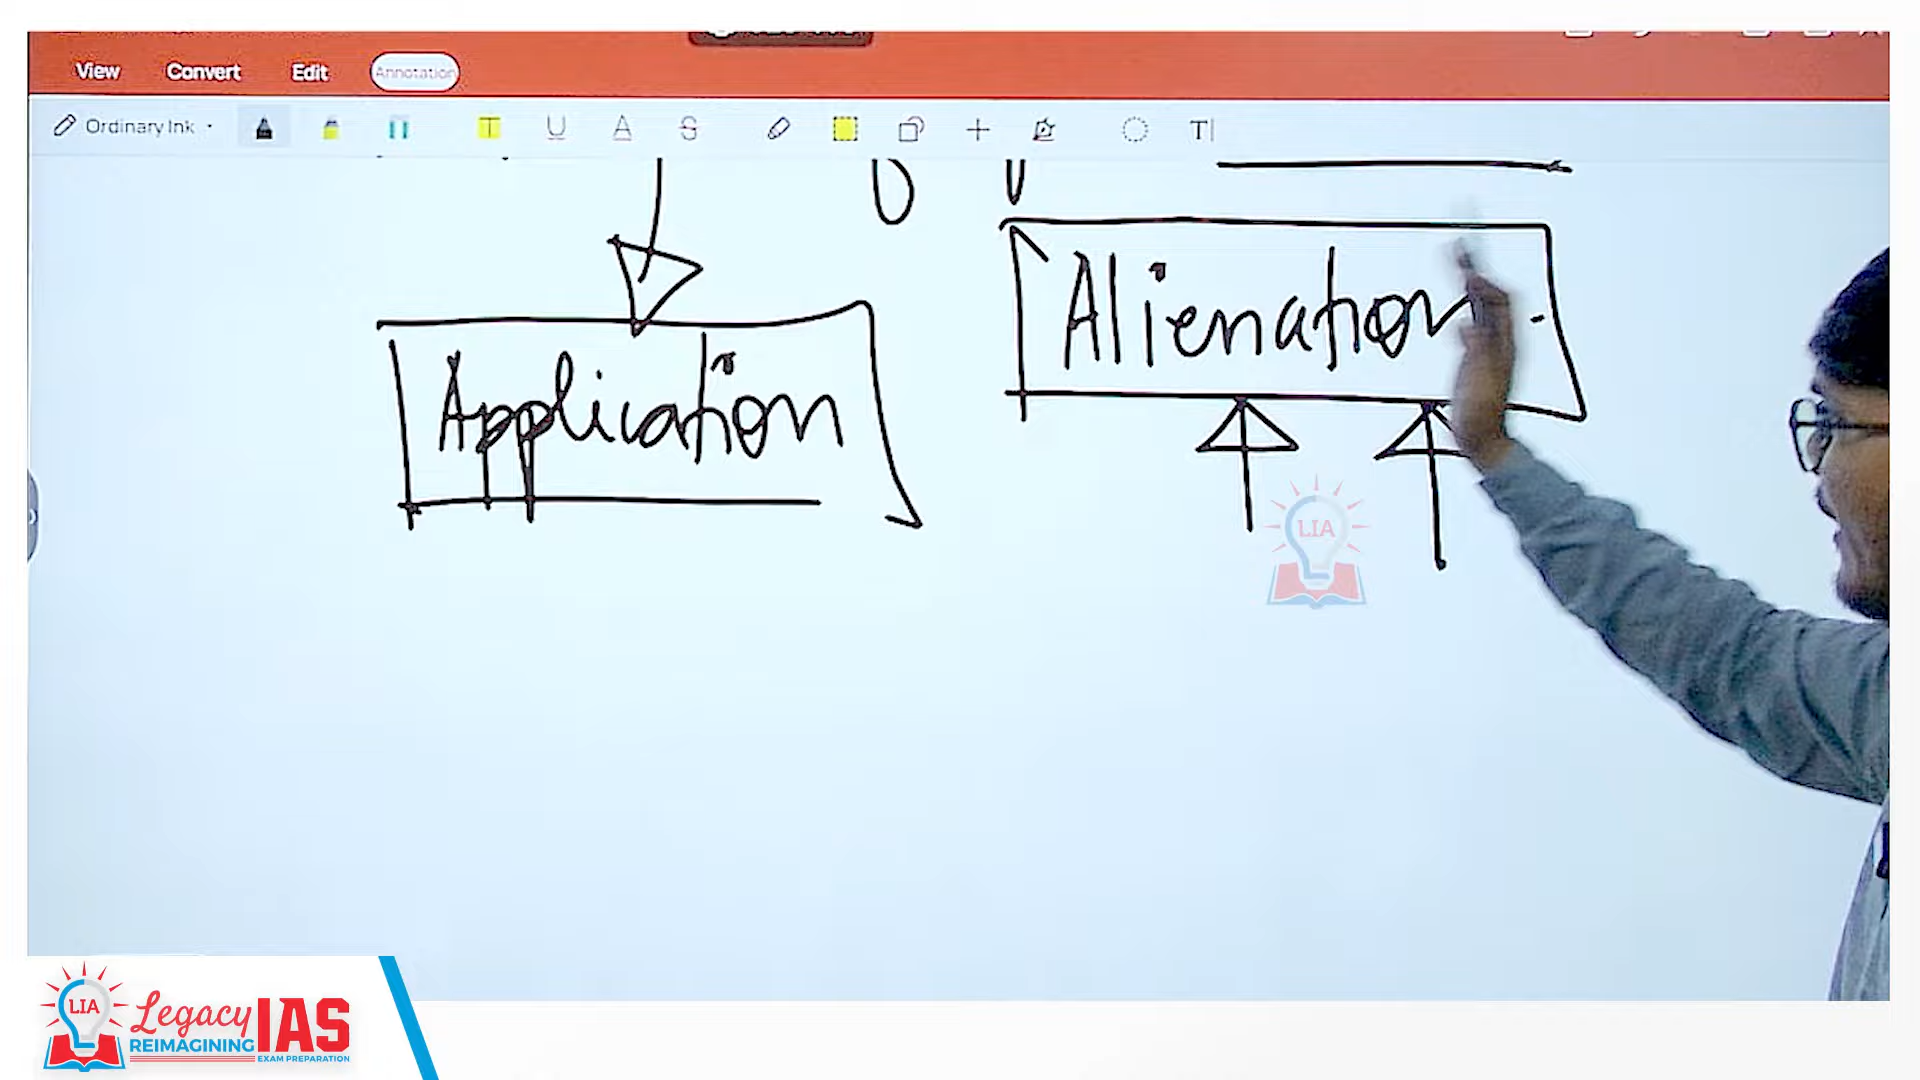 View Convert Edit Annotation
Ordinary Ink T U A S T|
Alienation
Application
LIA
LIA Legacy IAS
REIMAGINING EXAM PREPARATION